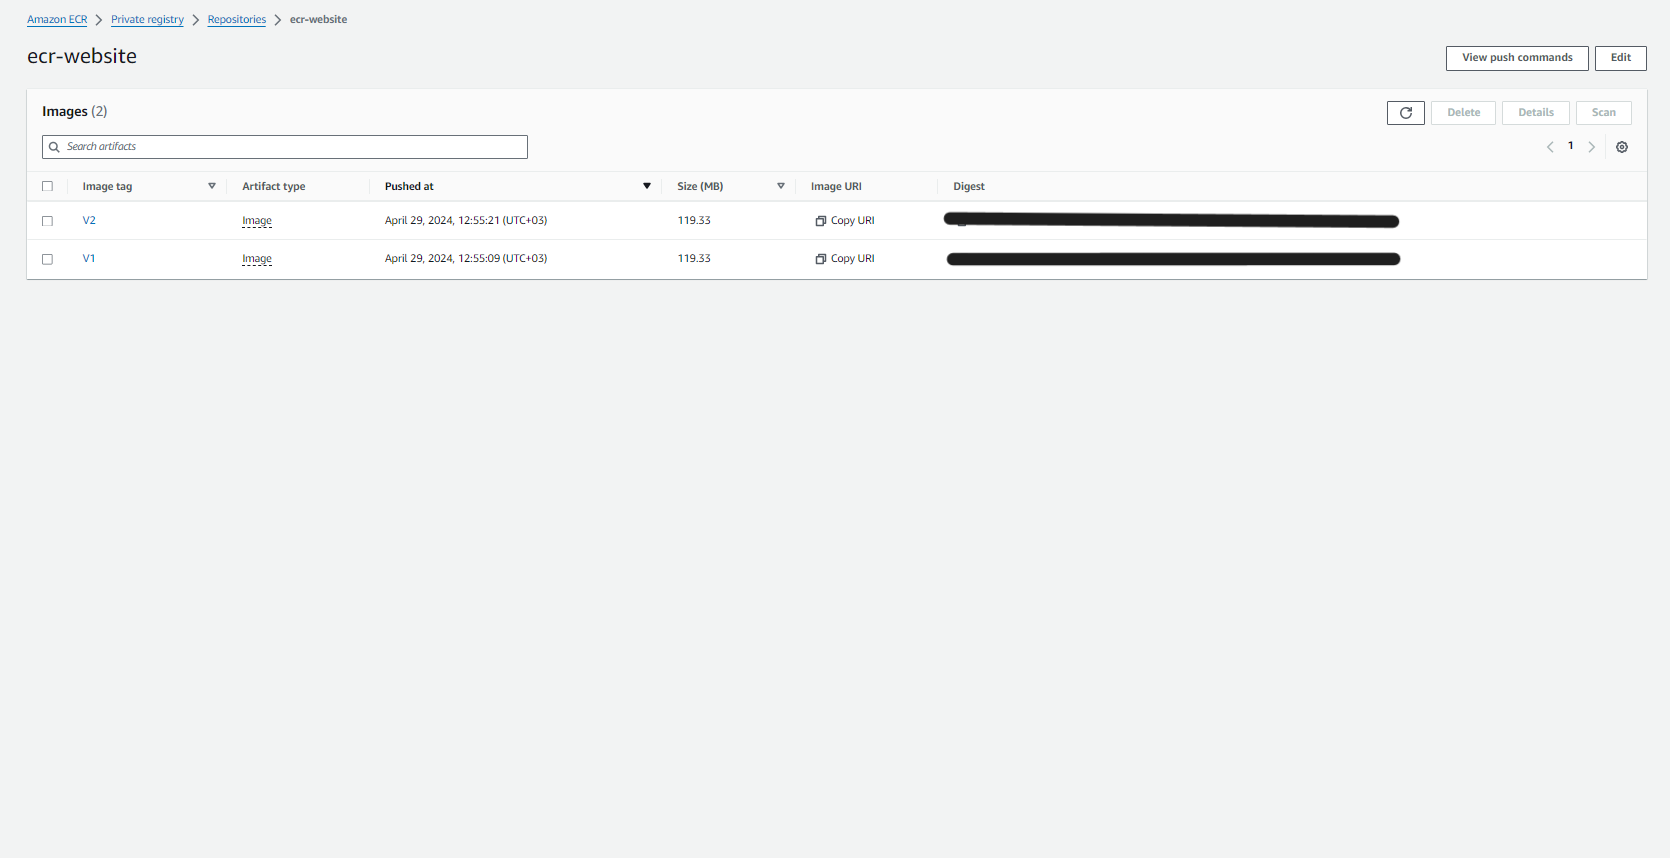 Amazon ECR > Private registry > Repositories > ecr-website
ecr-website
View push commands
Edit
Images (2)
Delete
Details
Scan
Search artifacts
1
Image tag Artifact type Pushed at Size (MB) Image URI Digest
V2 Image April 29, 2024, 12:55:21 (UTC+03) 119.33 Copy URI
V1 Image April 29, 2024, 12:55:09 (UTC+03) 119.33 Copy URI